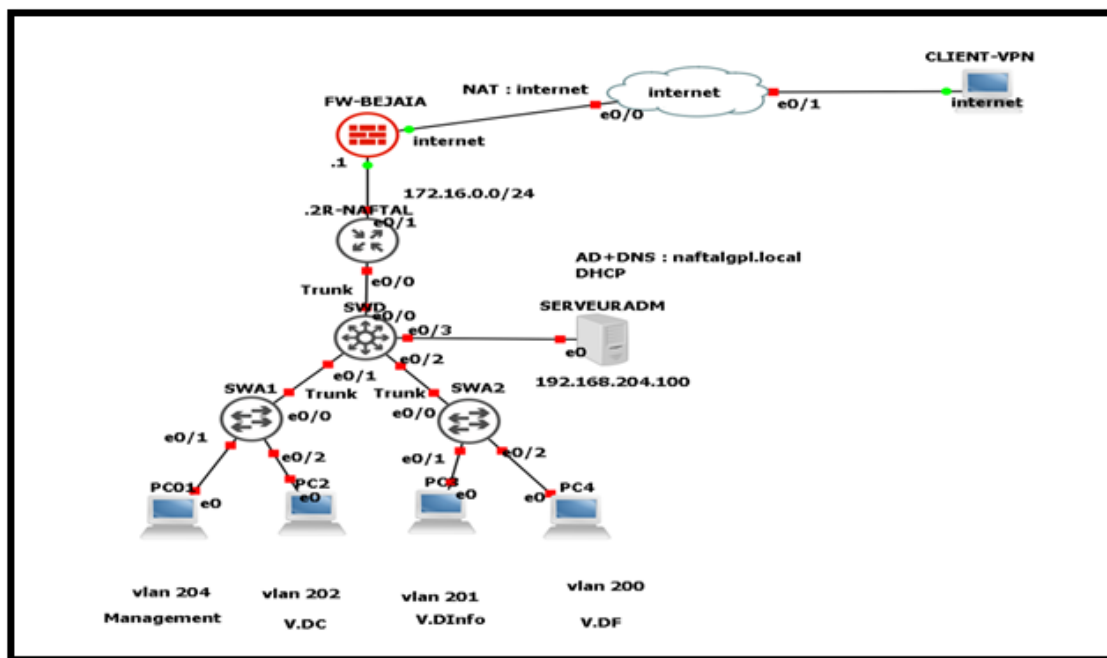 CLIENT-VPN
NAT : internet
internet
FW-BEJAIA
e0/0
e0/1
internet
internet
.1
172.16.0.0/24
.2R-NAFTAL
e0/1
AD+DNS : naftalgpl.local
DHCP
e0/0
Trunk
SERVEURADM
SWD
e0/0
e0/3
e0
e0/2
e0/1
192.168.204.100
SWA1
Trunk
Trunk
SWA2
e0/0
e0/0
e0/1
e0/2
e0/1
e0/2
PC01
PC2
PC3
PC4
e0
e0
e0
e0
vlan 204
vlan 202
vlan 201
vlan 200
Management
V.DC
V.DInfo
V.DF